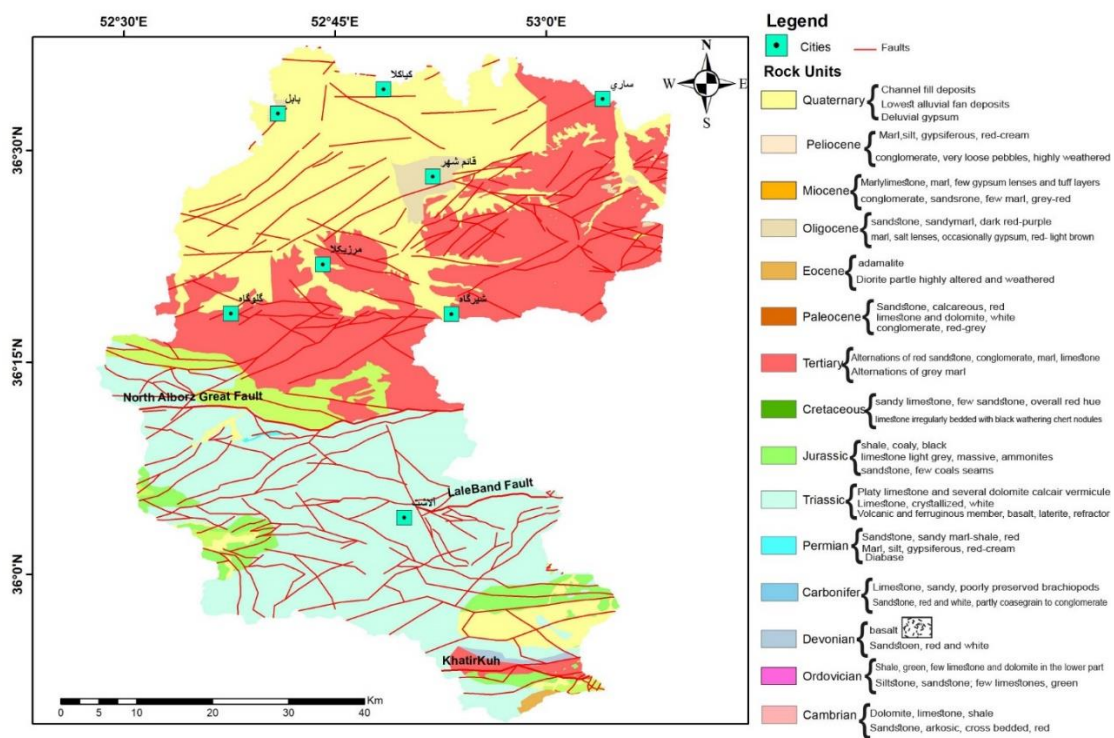 52°30'E
52°45'E
53°0'E
36°30'N
36°15'N
36°0'N
N
W
E
S
کیاکلا
بابل
ساری
قائم شهر
مرزیکلا
گلوگاه
شیرگاه
North Alborz Great Fault
LaleBand Fault
آلاشت
KhatirKuh
Km
0 5 10 20 30 40
Legend
Cities
Faults
Rock Units
Quaternary
Channel fill deposits
Lowest alluvial fan deposits
Deluvial gypsum
Peliocene
Marl,silt, gypsiferous, red-cream
conglomerate, very loose pebbles, highly weathered
Miocene
Marlylimestone, marl, few gypsum lenses and tuff layers
conglomerate, sandsrone, few marl, grey-red
Oligocene
sandstone, sandymarl, dark red-purple
marl, salt lenses, occasionally gypsum, red- light brown
Eocene
adamalite
Diorite partle highly altered and weathered
Paleocene
Sandstone, calcareous, red
limestone and dolomite, white
conglomerate, red-grey
Tertiary
Alternations of red sandstone, conglomerate, marl, limestone
Alternations of grey marl
Cretaceous
sandy limestone, few sandstone, overall red hue
limestone irregularly bedded with black wathering chert nodules
Jurassic
shale, coaly, black
limestone light grey, massive, ammonites
sandstone, few coals seams
Triassic
Platy limestone and several dolomite calcair vermicule
Limestone, crystallized, white
Volcanic and ferruginous member, basalt, laterite, refractor
Permian
Sandstone, sandy marl-shale, red
Marl, silt, gypsiferous, red-cream
Diabase
Carbonifer
Limestone, sandy, poorly preserved brachiopods
Sandstone, red and white, partly coasegrain to conglomerate
Devonian
basalt
Sandstoen, red and white
Ordovician
Shale, green, few limestone and dolomite in the lower part
Siltstone, sandstone; few limestones, green
Cambrian
Dolomite, limestone, shale
Sandstone, arkosic, cross bedded, red